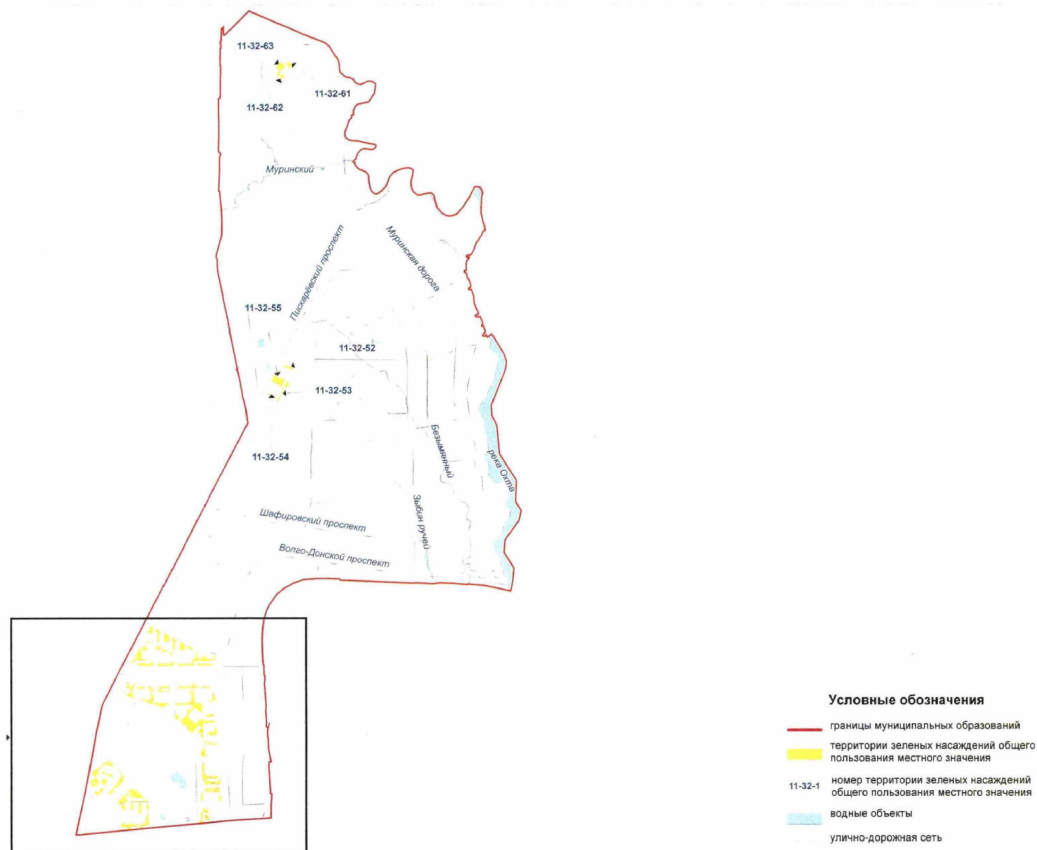 11-32-63
11-32-61
11-32-62
Муринский
Пискарёвский проспект
Муринская дорога
11-32-55
11-32-52
11-32-53
11-32-54
Безымянный
река Охта
Зыбин ручей
Шафировский проспект
Волго-Донской проспект
Условные обозначения
границы муниципальных образований
территории зеленых насаждений общего
пользования местного значения
11-32-1
номер территории зеленых насаждений
общего пользования местного значения
водные объекты
улично-дорожная сеть